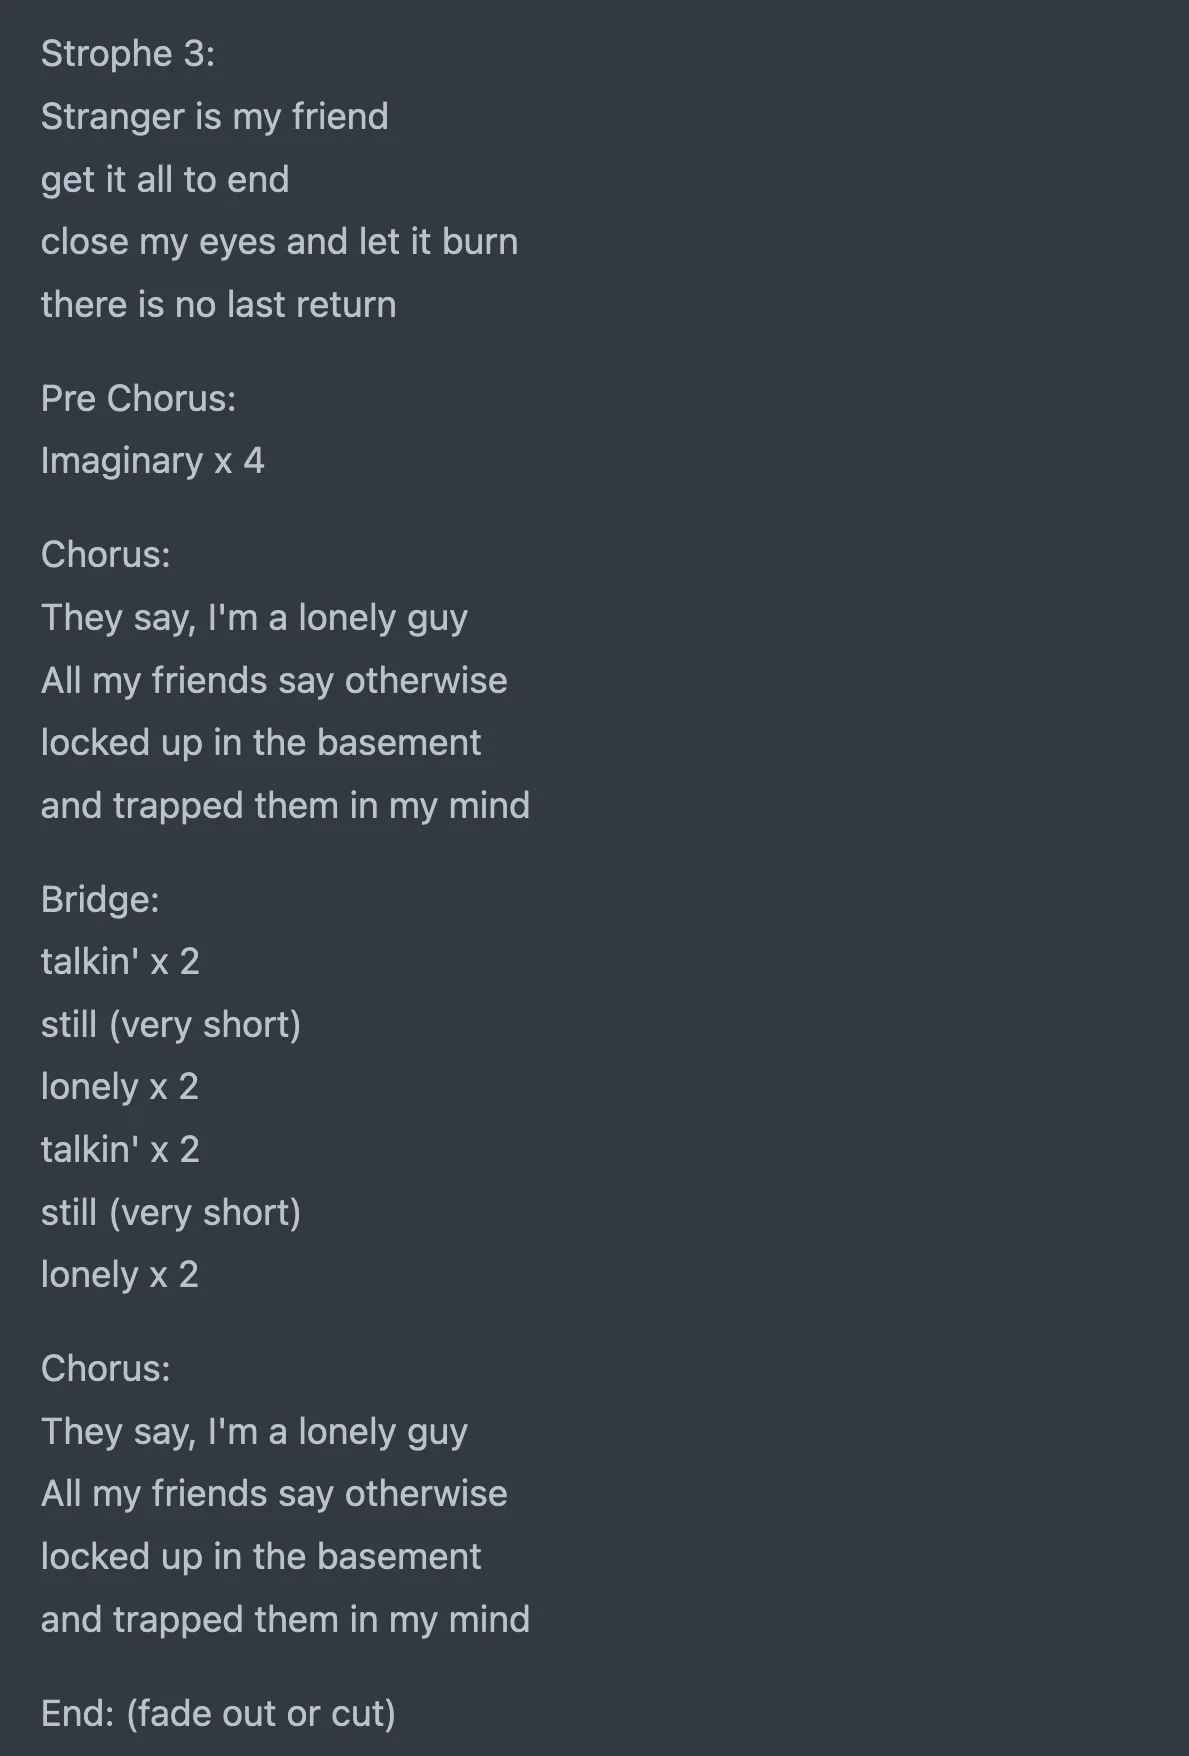 Strophe 3:
Stranger is my friend
get it all to end
close my eyes and let it burn
there is no last return
Pre Chorus:
Imaginary x 4
Chorus:
They say, I'm a lonely guy
All my friends say otherwise
locked up in the basement
and trapped them in my mind
Bridge:
talkin' x 2
still (very short)
lonely x 2
talkin' x 2
still (very short)
lonely x 2
Chorus:
They say, I'm a lonely guy
All my friends say otherwise
locked up in the basement
and trapped them in my mind
End: (fade out or cut)